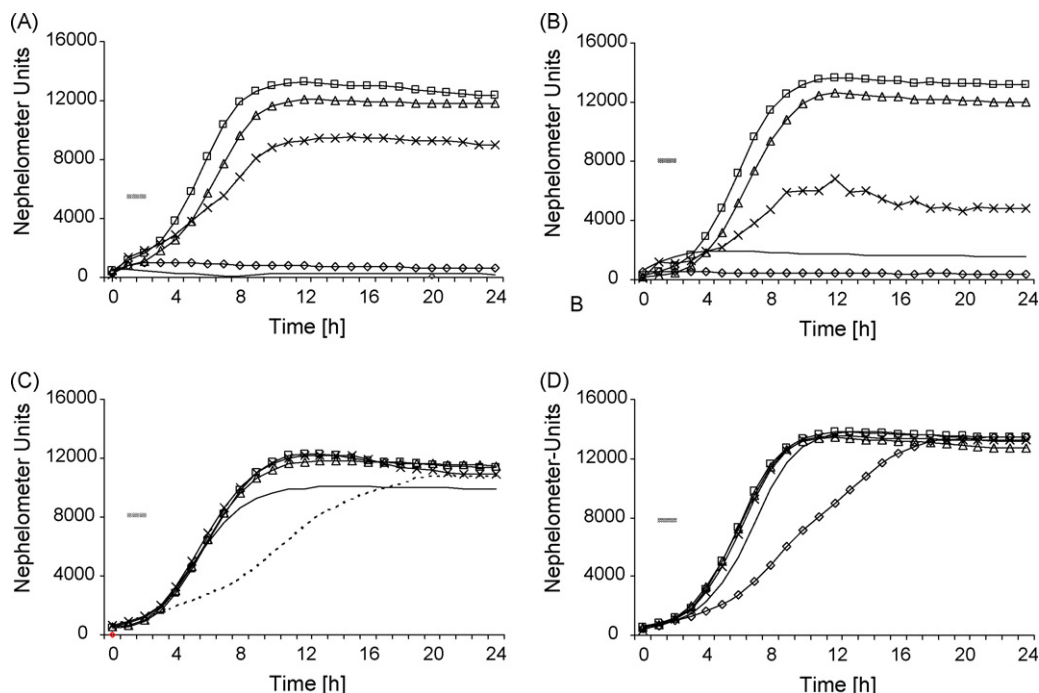 (A)
Nephelometer Units
16000
12000
8000
4000
0
0 4 8 12 16 20 24
Time [h]
(B)
Nephelometer Units
16000
12000
8000
4000
0
0 4 8 12 16 20 24
B
Time [h]
(C)
Nephelometer Units
16000
12000
8000
4000
0
0 4 8 12 16 20 24
Time [h]
(D)
Nephelometer-Units
16000
12000
8000
4000
0
0 4 8 12 16 20 24
Time [h]